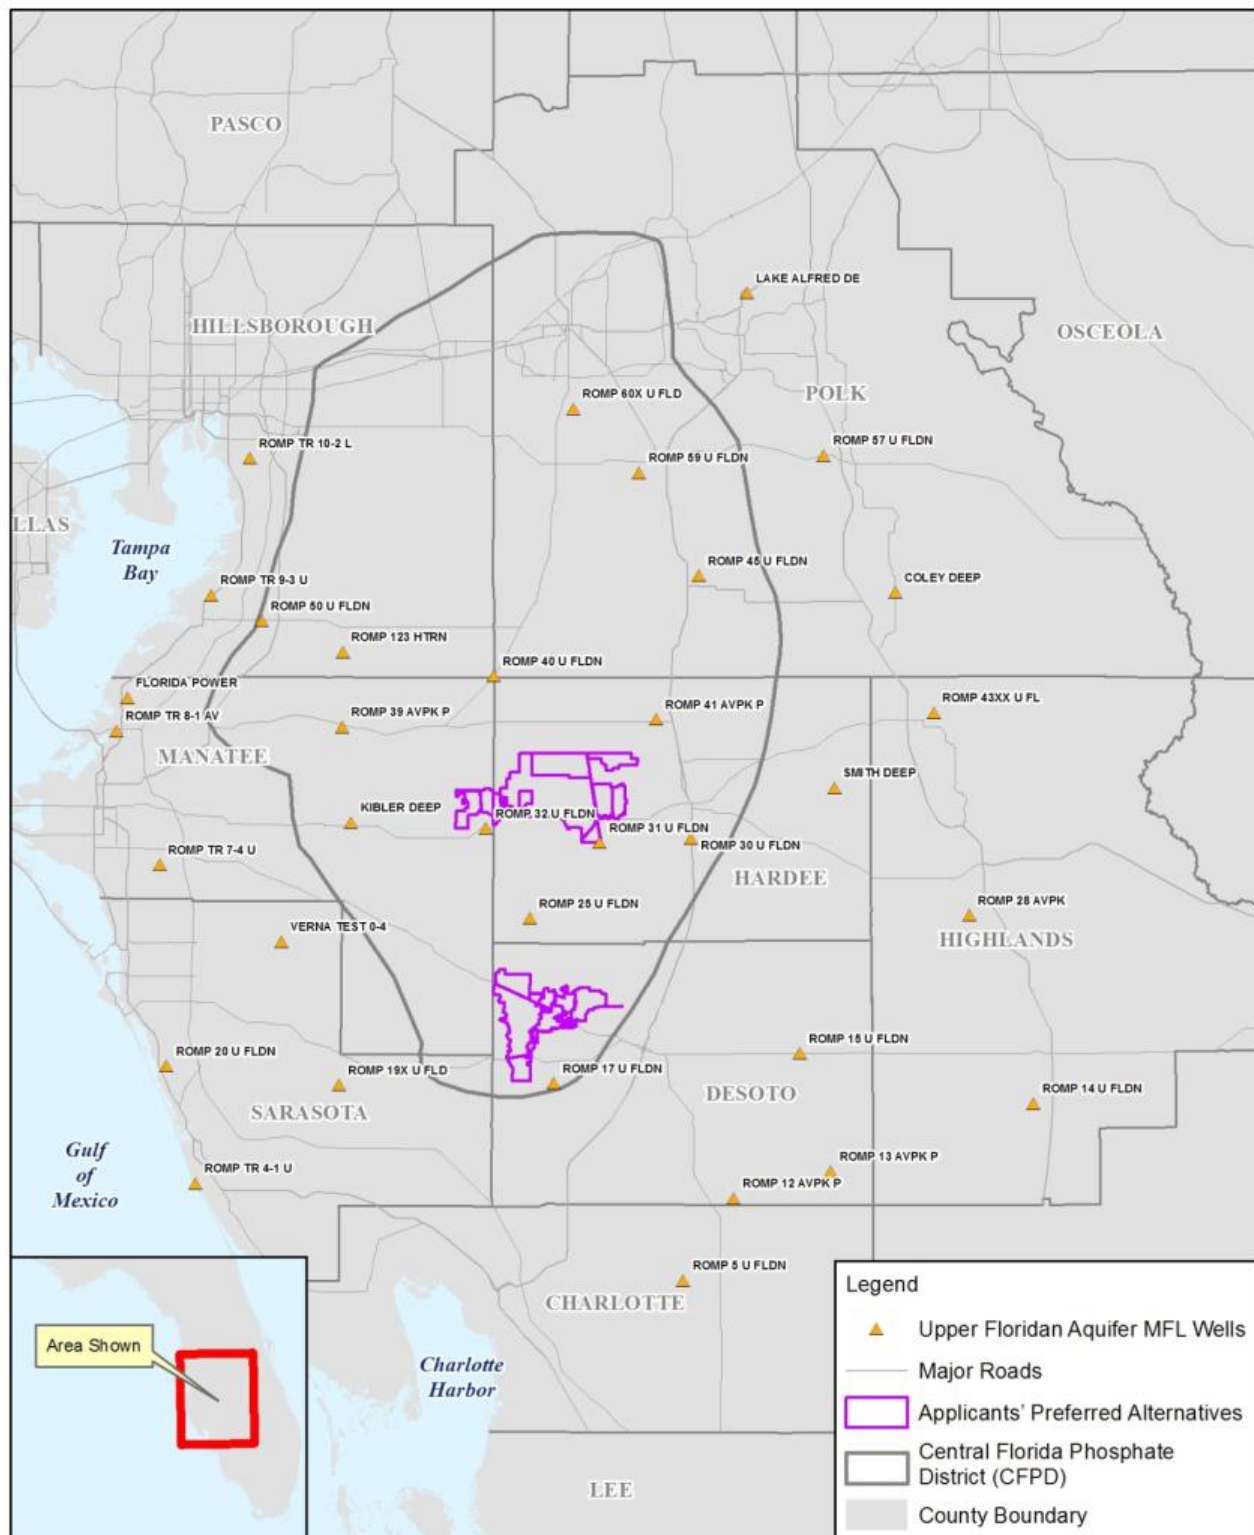 PASCO
LAKE ALFRED DE
HILLSBOROUGH
OSCEOLA
POLK
ROMP 60X U FLD
ROMP 57 U FLDN
ROMP TR 10-2 L
ROMP 59 U FLDN
LLAS
Tampa
Bay
ROMP 45 U FLDN
COLEY DEEP
ROMP TR 9-3 U
ROMP 50 U FLDN
ROMP 123 HTRN
ROMP 40 U FLDN
FLORIDA POWER
ROMP 43XX U FL
ROMP 39 AVPK P
ROMP 41 AVPK P
ROMP TR 8-1 AV
MANATEE
SMITH DEEP
KIBLER DEEP
ROMP 32 U FLDN
ROMP 31 U FLDN
ROMP 30 U FLDN
ROMP TR 7-4 U
HARDEE
ROMP 25 U FLDN
ROMP 28 AVPK
VERNA TEST 0-4
HIGHLANDS
ROMP 20 U FLDN
ROMP 15 U FLDN
ROMP 19X U FLD
ROMP 17 U FLDN
DESOTO
ROMP 14 U FLDN
SARASOTA
Gulf
of
Mexico
ROMP TR 4-1 U
ROMP 13 AVPK P
ROMP 12 AVPK P
ROMP 5 U FLDN
CHARLOTTE
Charlotte
Harbor
LEE
Area Shown
Legend
Upper Floridan Aquifer MFL Wells
Major Roads
Applicants' Preferred Alternatives
Central Florida Phosphate
District (CFPD)
County Boundary